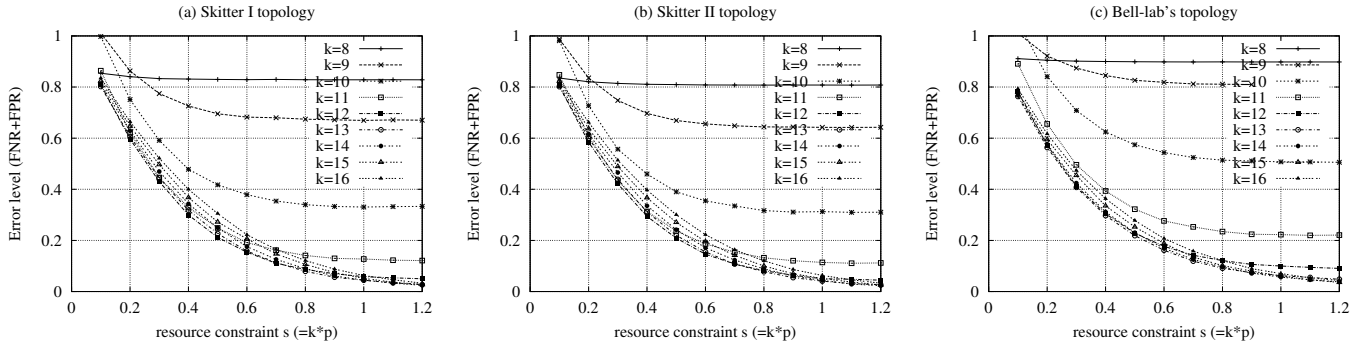 (a) Skitter I topology
Error level (FNR+FPR)
1
0.8
0.6
0.4
0.2
0
0 0.2 0.4 0.6 0.8 1 1.2
resource constraint s (=k*p)
k=8
k=9
k=10
k=11
k=12
k=13
k=14
k=15
k=16
(b) Skitter II topology
Error level (FNR+FPR)
1
0.8
0.6
0.4
0.2
0
0 0.2 0.4 0.6 0.8 1 1.2
resource constraint s (=k*p)
k=8
k=9
k=10
k=11
k=12
k=13
k=14
k=15
k=16
(c) Bell-lab's topology
Error level (FNR+FPR)
1
0.8
0.6
0.4
0.2
0
0 0.2 0.4 0.6 0.8 1 1.2
resource constraint s (=k*p)
k=8
k=9
k=10
k=11
k=12
k=13
k=14
k=15
k=16